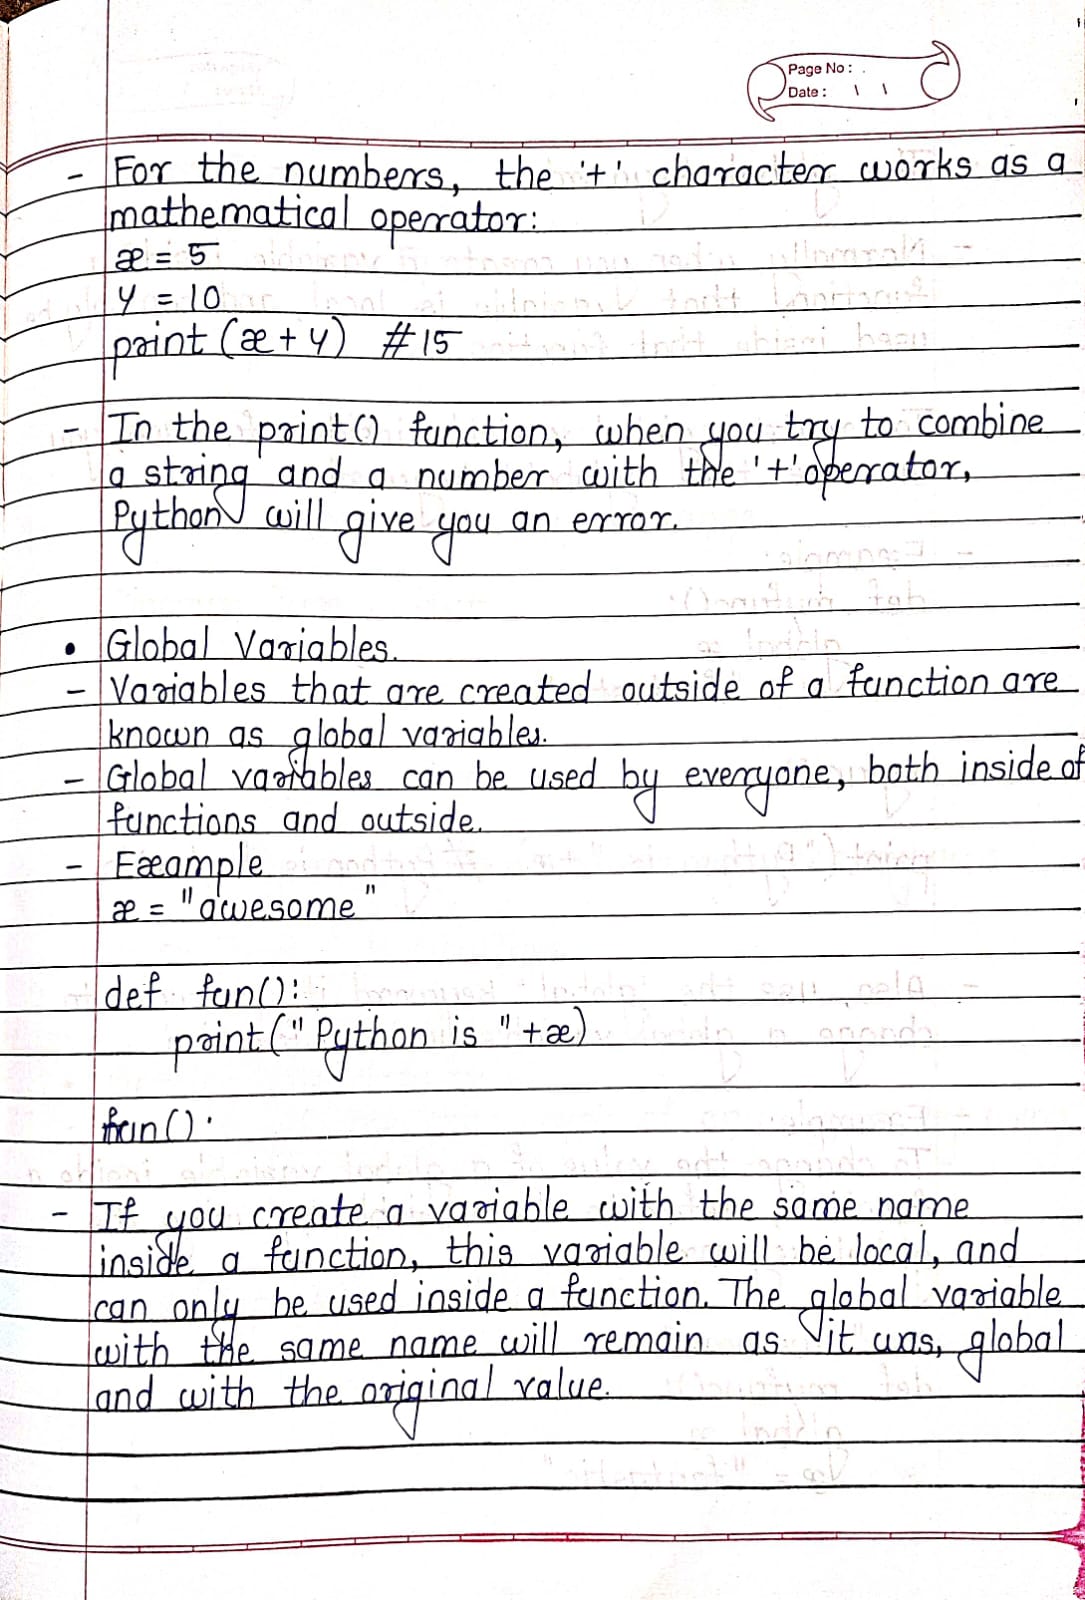 Page No :
Date : / /
- For the numbers, the '+' character works as a
mathematical operator:
x = 5
y = 10
print (x + y) #15
- In the print() function, when you try to combine
a string and a number with the '+' operator,
Python will give you an error.
• Global Variables.
- Variables that are created outside of a function are
known as global variables.
- Global variables can be used by everyone, both inside of
functions and outside.
- Example
x = "awesome"
def fun():
print ("Python is " + x)
fun()
- If you create a variable with the same name
inside a function, this variable will be local, and
can only be used inside a function. The global variable
with the same name will remain as it was, global
and with the original value.